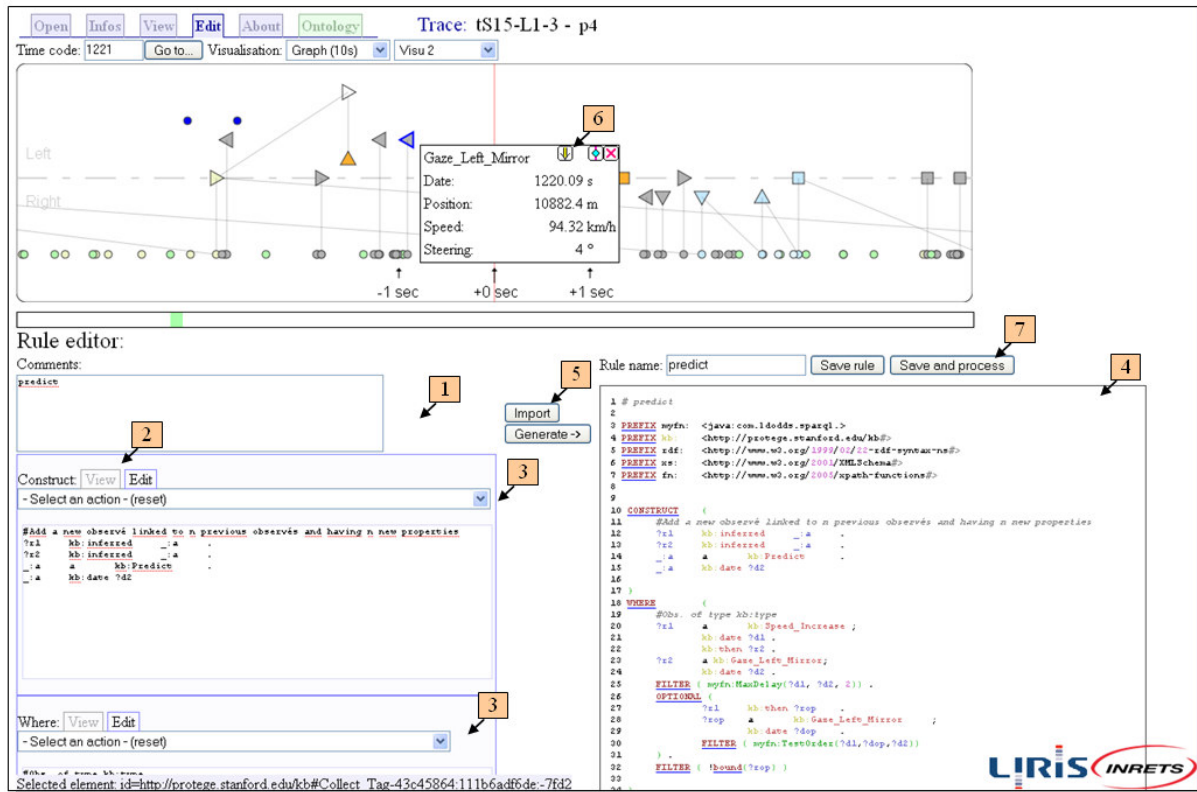 Open Infos View Edit About Ontology Trace: tS15-L1-3 - p4
Time code: 1221 Go to... Visualisation: Graph (10s) Visu 2
6
Left
Right
Gaze_Left_Mirror
Date: 1220.09 s
Position: 10882.4 m
Speed: 94.32 km/h
Steering: 4 °
-1 sec +0 sec +1 sec
Rule editor:
Comments:
predict
1
2
Construct: View Edit
3
- Select an action - (reset)
#Add a new observé linked to n previous observés and having n new properties
?r1 kb:inferred _:a .
?r2 kb:inferred _:a .
_:a a kb:Predict .
_:a kb:date ?d2
Where: View Edit
3
- Select an action - (reset)
#Obs. of type kb:type
Selected element: id=http://protege.stanford.edu/kb#Collect_Tag-43c45864:111b6adf6de:-7fd2
5
Import
Generate ->
7
Rule name: predict Save rule Save and process
4
1 # predict
2
3 PREFIX myfn: <java:com.ldodds.sparql.>
4 PREFIX kb: <http://protege.stanford.edu/kb#>
5 PREFIX rdf: <http://www.w3.org/1999/02/22-rdf-syntax-ns#>
6 PREFIX xs: <http://www.w3.org/2001/XMLSchema#>
7 PREFIX fn: <http://www.w3.org/2005/xpath-functions#>
8
9
10 CONSTRUCT {
11 #Add a new observé linked to n previous observés and having n new properties
12 ?r1 kb:inferred _:a .
13 ?r2 kb:inferred _:a .
14 _:a a kb:Predict .
15 _:a kb:date ?d2
16
17 }
18 WHERE {
19 #Obs. of type kb:type
20 ?r1 a kb:Speed_Increase ;
21 kb:date ?d1 .
22 kb:then ?r2 .
23 ?r2 a kb:Gaze_Left_Mirror;
24 kb:date ?d2 .
25 FILTER ( myfn:MaxDelay(?d1, ?d2, 2)) .
26 OPTIONAL {
27 ?r1 kb:then ?rop .
28 ?rop a kb:Gaze_Left_Mirror ;
29 kb:date ?dop .
30 FILTER ( myfn:TestOrder(?d1,?dop,?d2))
31 } .
32 FILTER ( !bound(?rop) )
33
LIRIS INRETS